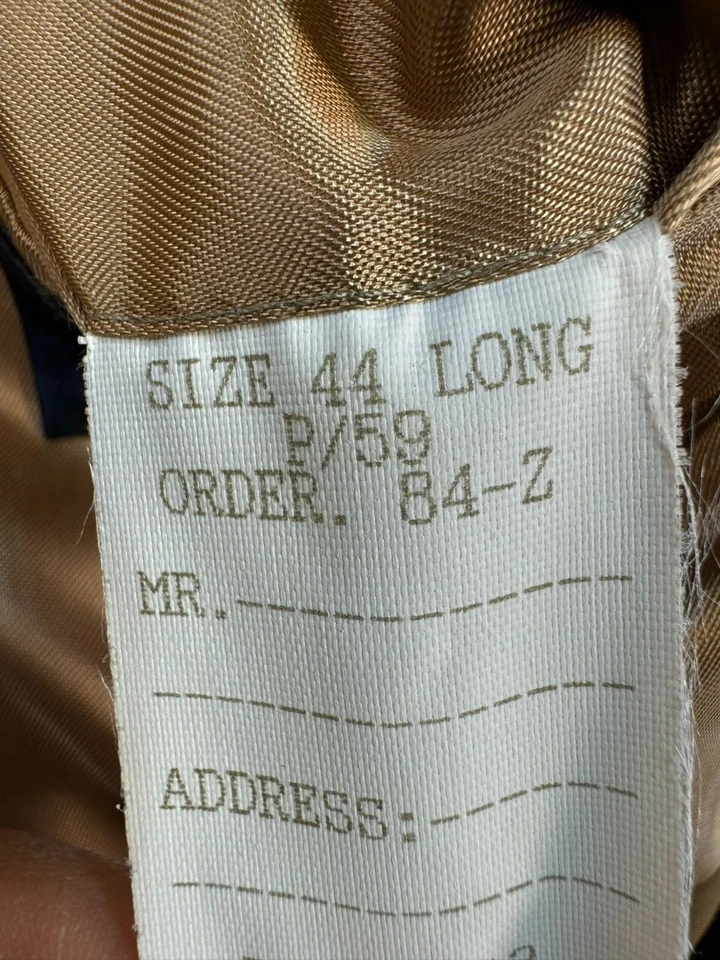 SIZE 44 LONG
P/59
ORDER. 84-Z
MR.
ADDRESS: